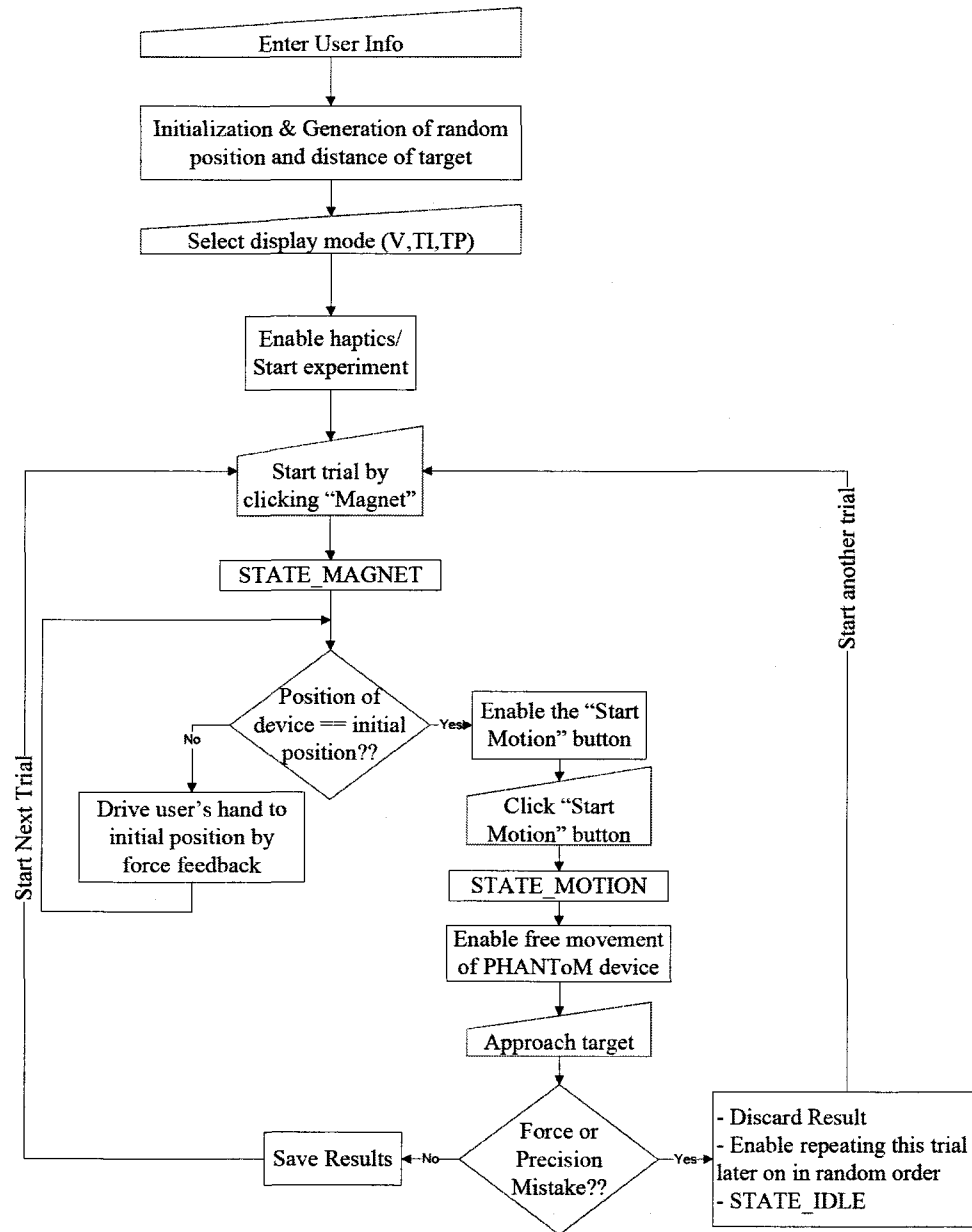 Enter User Info
Initialization & Generation of random
position and distance of target
Select display mode (V,TI,TP)
Enable haptics/
Start experiment
Start trial by
clicking “Magnet”
STATE_MAGNET
Position of
device == initial
position??
No
Yes
Drive user’s hand to
initial position by
force feedback
Enable the “Start
Motion” button
Click “Start
Motion” button
STATE_MOTION
Enable free movement
of PHANToM device
Approach target
Force or
Precision
Mistake??
No
Yes
Save Results
- Discard Result
- Enable repeating this trial
later on in random order
- STATE_IDLE
Start Next Trial
Start another trial